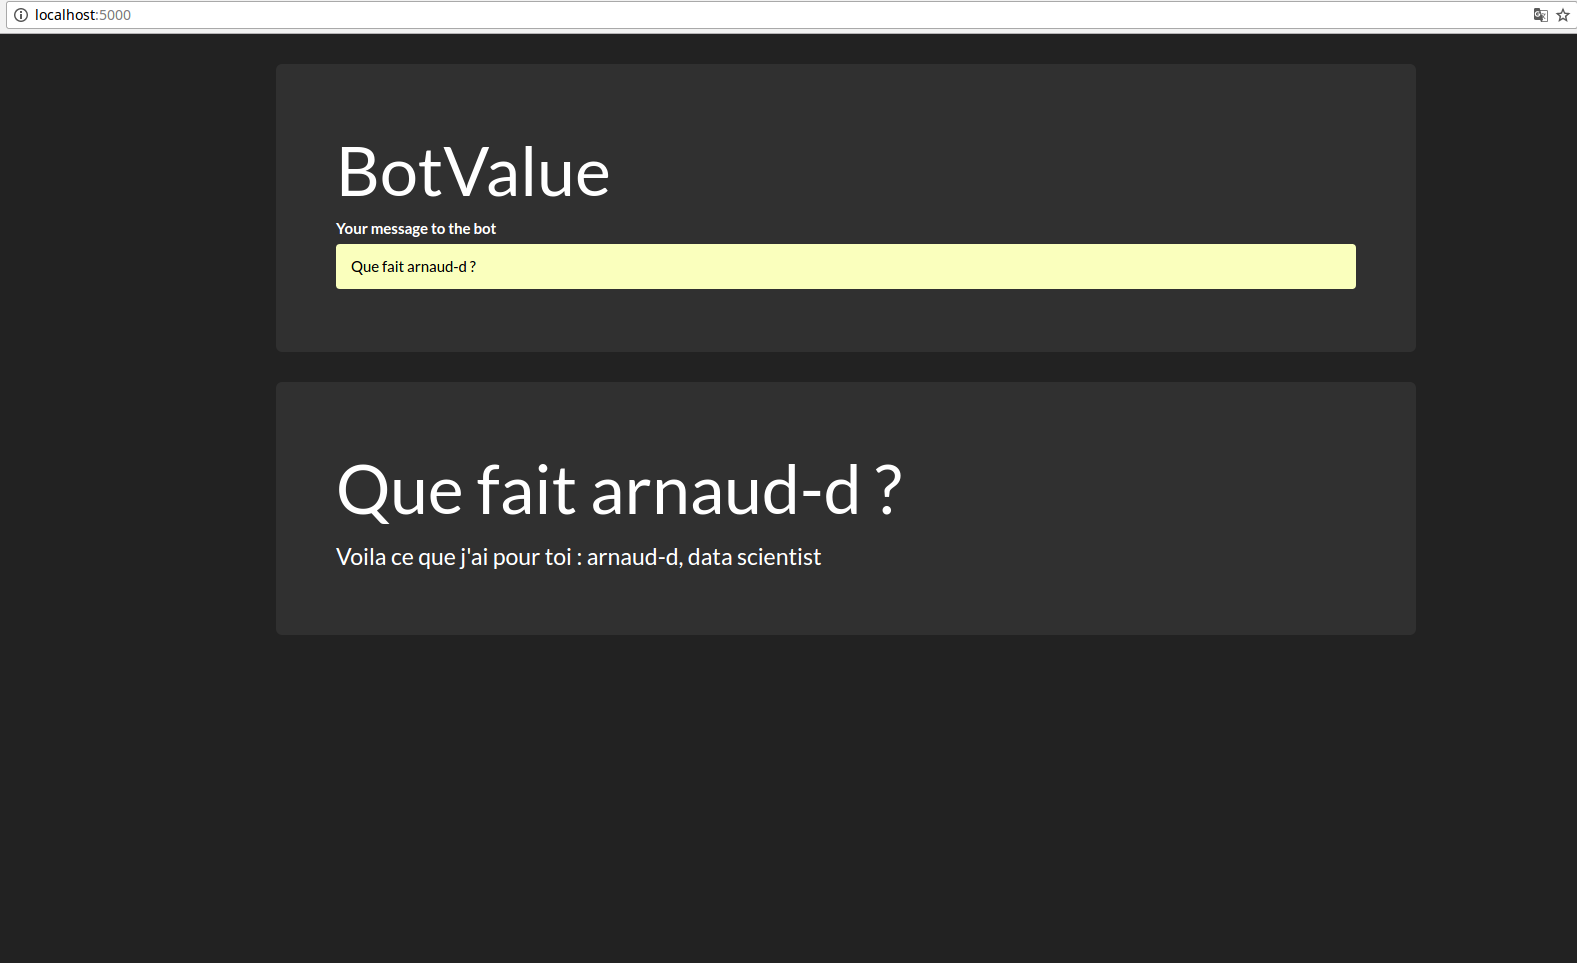 localhost:5000
BotValue
Your message to the bot
Que fait arnaud-d ?
Que fait arnaud-d ?
Voila ce que j'ai pour toi : arnaud-d, data scientist